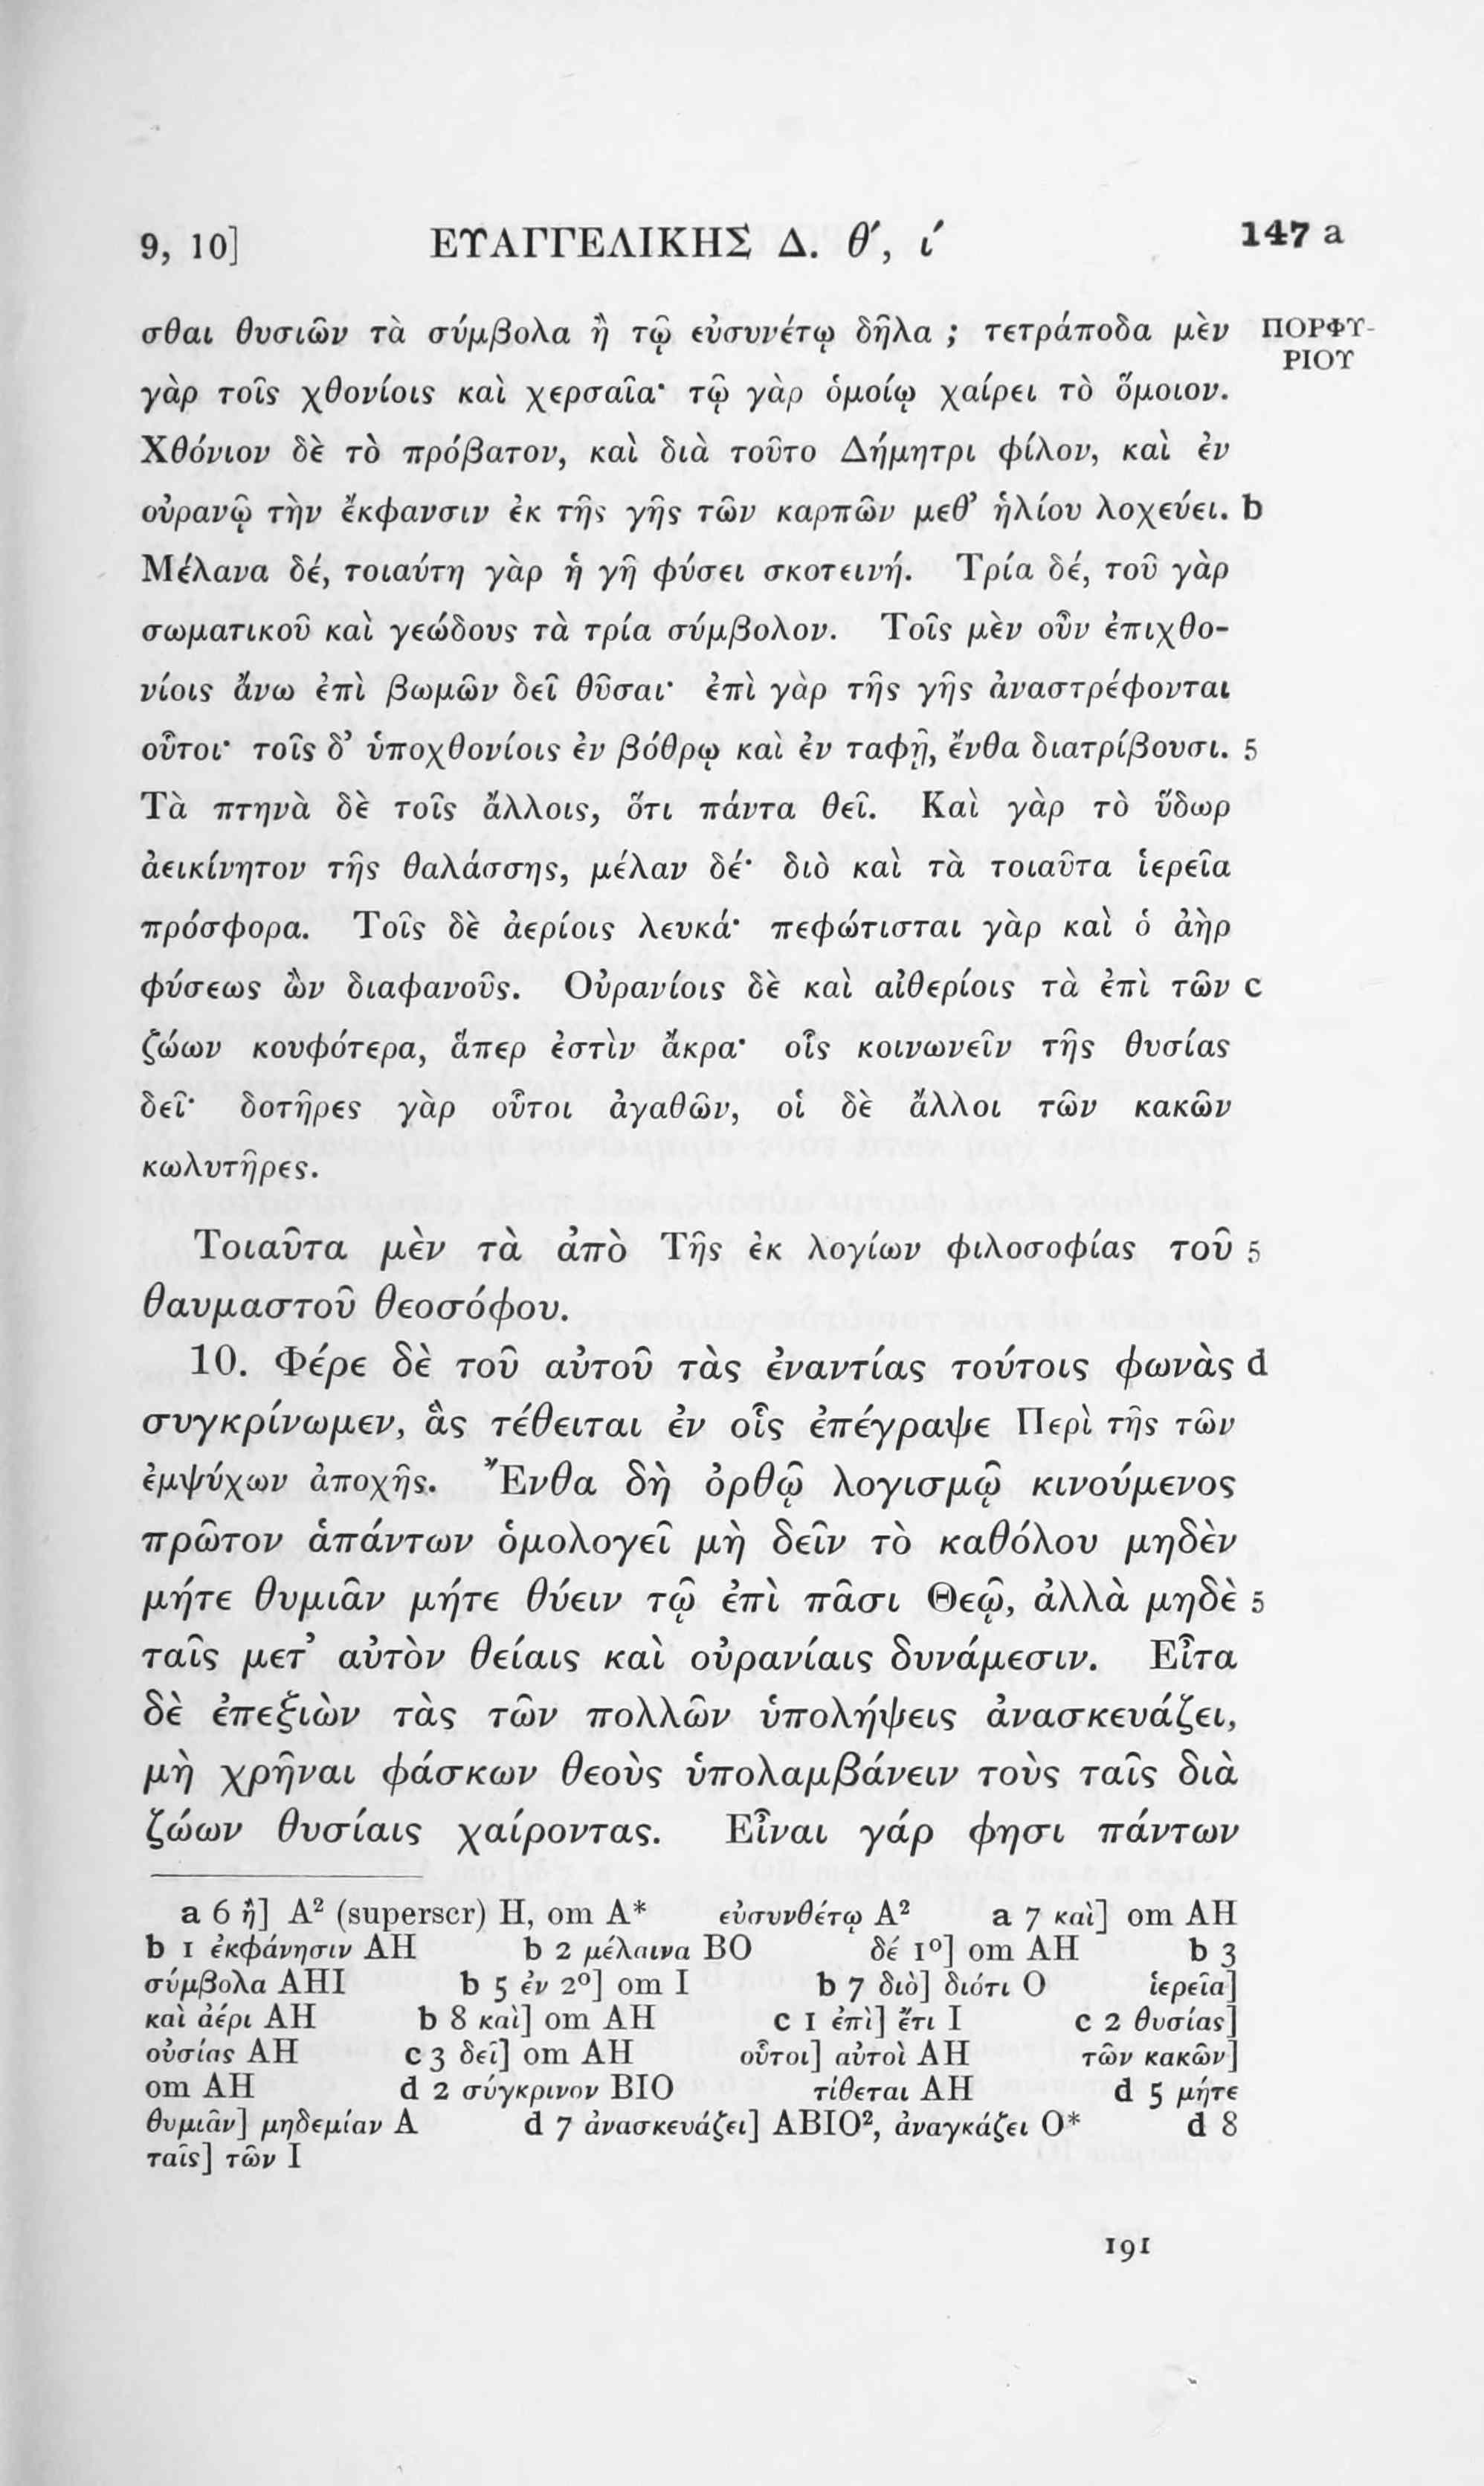 9, 10] ΕΥΑΓΓΕΛΙΚΗΣ Δ. θ΄, ι΄ 147 a
σθαι θυσιῶν τὰ σύμβολα ἢ τῷ εὐσυνέτῳ δῆλα ; τετράποδα μὲν ΠΟΡΦΥ-
ΡΙΟΥ
γὰρ τοῖς χθονίοις καὶ χερσαῖα· τῷ γὰρ ὁμοίῳ χαίρει τὸ ὅμοιον.
Χθόνιον δὲ τὸ πρόβατον, καὶ διὰ τοῦτο Δήμητρι φίλον, καὶ ἐν
οὐρανῷ τὴν ἔκφανσιν ἐκ τῆς γῆς τῶν καρπῶν μεθ’ ἡλίου λοχεύει. b
Μέλανα δέ, τοιαύτη γὰρ ἡ γῆ φύσει σκοτεινή. Τρία δέ, τοῦ γὰρ
σωματικοῦ καὶ γεώδους τὰ τρία σύμβολον. Τοῖς μὲν οὖν ἐπιχθο-
νίοις ἄνω ἐπὶ βωμῶν δεῖ θῦσαι· ἐπὶ γὰρ τῆς γῆς ἀναστρέφονται
οὗτοι· τοῖς δ’ ὑποχθονίοις ἐν βόθρῳ καὶ ἐν ταφῇ, ἔνθα διατρίβουσι. 5
Τὰ πτηνὰ δὲ τοῖς ἄλλοις, ὅτι πάντα θεῖ. Καὶ γὰρ τὸ ὕδωρ
ἀεικίνητον τῆς θαλάσσης, μέλαν δέ· διὸ καὶ τὰ τοιαῦτα ἱερεῖα
πρόσφορα. Τοῖς δὲ ἀερίοις λευκά· πεφώτισται γὰρ καὶ ὁ ἀὴρ
φύσεως ὢν διαφανοῦς. Οὐρανίοις δὲ καὶ αἰθερίοις τὰ ἐπὶ τῶν c
ζώων κουφότερα, ἅπερ ἐστὶν ἄκρα· οἷς κοινωνεῖν τῆς θυσίας
δεῖ· δοτῆρες γὰρ οὗτοι ἀγαθῶν, οἱ δὲ ἄλλοι τῶν κακῶν
κωλυτῆρες.
Τοιαῦτα μὲν τὰ ἀπὸ Τῆς ἐκ λογίων φιλοσοφίας τοῦ 5
θαυμαστοῦ θεοσόφου.
10. Φέρε δὲ τοῦ αὐτοῦ τὰς ἐναντίας τούτοις φωνὰς d
συγκρίνωμεν, ἃς τέθειται ἐν οἷς ἐπέγραψε Περὶ τῆς τῶν
ἐμψύχων ἀποχῆς. Ἔνθα δὴ ὀρθῷ λογισμῷ κινούμενος
πρῶτον ἁπάντων ὁμολογεῖ μὴ δεῖν τὸ καθόλου μηδὲν
μήτε θυμιᾶν μήτε θύειν τῷ ἐπὶ πᾶσι Θεῷ, ἀλλὰ μηδὲ 5
ταῖς μετ’ αὐτὸν θείαις καὶ οὐρανίαις δυνάμεσιν. Εἶτα
δὲ ἐπεξιὼν τὰς τῶν πολλῶν ὑπολήψεις ἀνασκευάζει,
μὴ χρῆναι φάσκων θεοὺς ὑπολαμβάνειν τοὺς ταῖς διὰ
ζώων θυσίαις χαίροντας. Εἶναι γάρ φησι πάντων
a 6 ἢ] A² (superscr) H, om A* εὐσυνθέτῳ A² a 7 καὶ] om AH
b 1 ἐκφάνησιν AH b 2 μέλαινα BO δέ 1º] om AH b 3
σύμβολα AHI b 5 ἐν 2º] om I b 7 διὸ] διότι O ἱερεῖα]
καὶ ἀέρι AH b 8 καὶ] om AH c 1 ἐπὶ] ἔτι I c 2 θυσίας]
οὐσίας AH c 3 δεῖ] om AH οὗτοι] αὐτοὶ AH τῶν κακῶν]
om AH d 2 σύγκρινον BIO τίθεται AH d 5 μήτε
θυμιᾶν] μηδεμίαν A d 7 ἀνασκευάζει] ABIO², ἀναγκάζει O* d 8
ταῖς] τῶν I
191